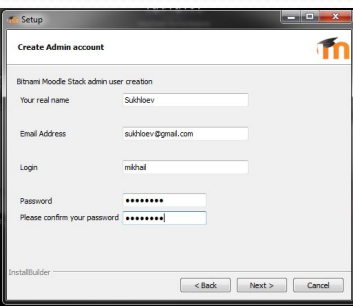 Setup
Create Admin account
Bitnami Moodle Stack admin user creation
Your real name Sukhloev
Email Address sukhloev@gmail.com
Login mikhail
Password ••••••••
Please confirm your password ••••••••
InstallBuilder
< Back Next > Cancel